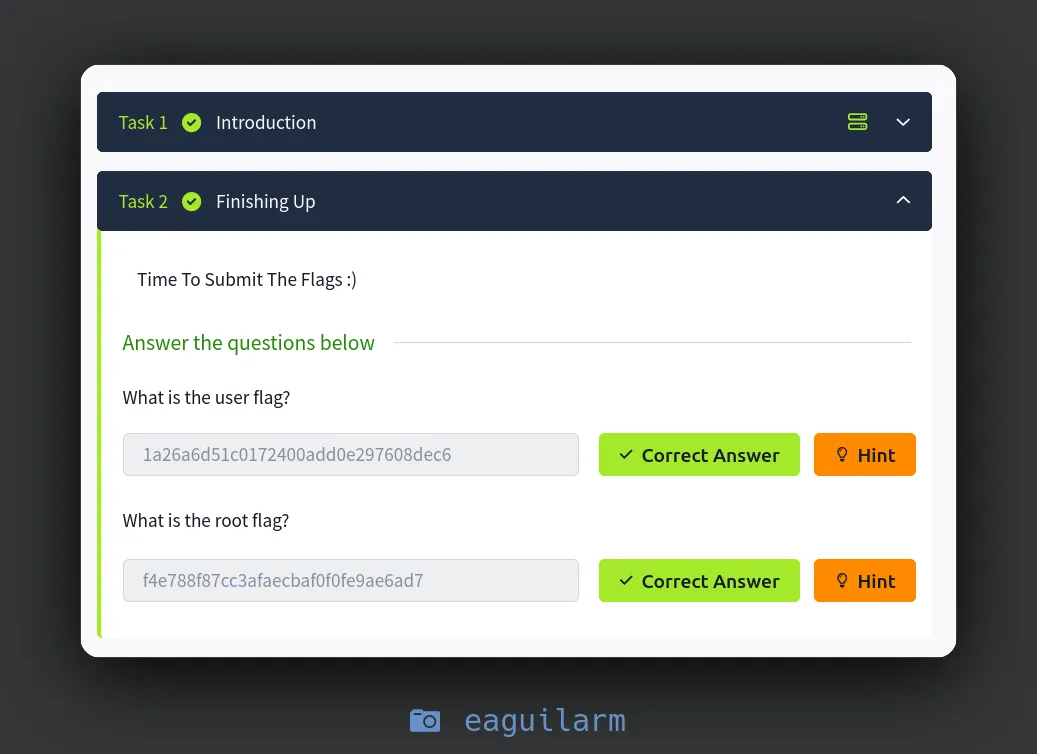 Task 1 Introduction
Task 2 Finishing Up
Time To Submit The Flags :)
Answer the questions below
What is the user flag?
1a26a6d51c0172400add0e297608dec6 Correct Answer Hint
What is the root flag?
f4e788f87cc3afaecbaf0f0fe9ae6ad7 Correct Answer Hint
eaguilarm